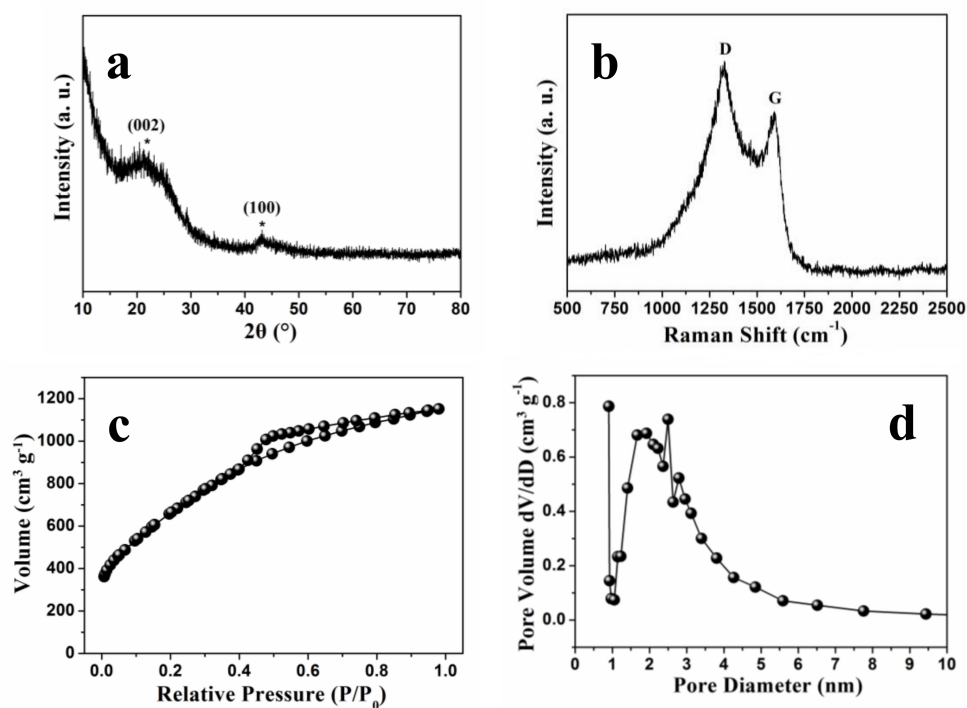 a
(002)
*
(100)
*
Intensity (a. u.)
10 20 30 40 50 60 70 80
2θ (°)
b
D
G
Intensity (a. u.)
500 750 1000 1250 1500 1750 2000 2250 2500
Raman Shift (cm-1)
c
Volume (cm3 g-1)
1200
1000
800
600
400
200
0
0.0 0.2 0.4 0.6 0.8 1.0
Relative Pressure (P/P0)
d
Pore Volume dV/dD (cm3 g-1)
0.8
0.6
0.4
0.2
0.0
0 1 2 3 4 5 6 7 8 9 10
Pore Diameter (nm)